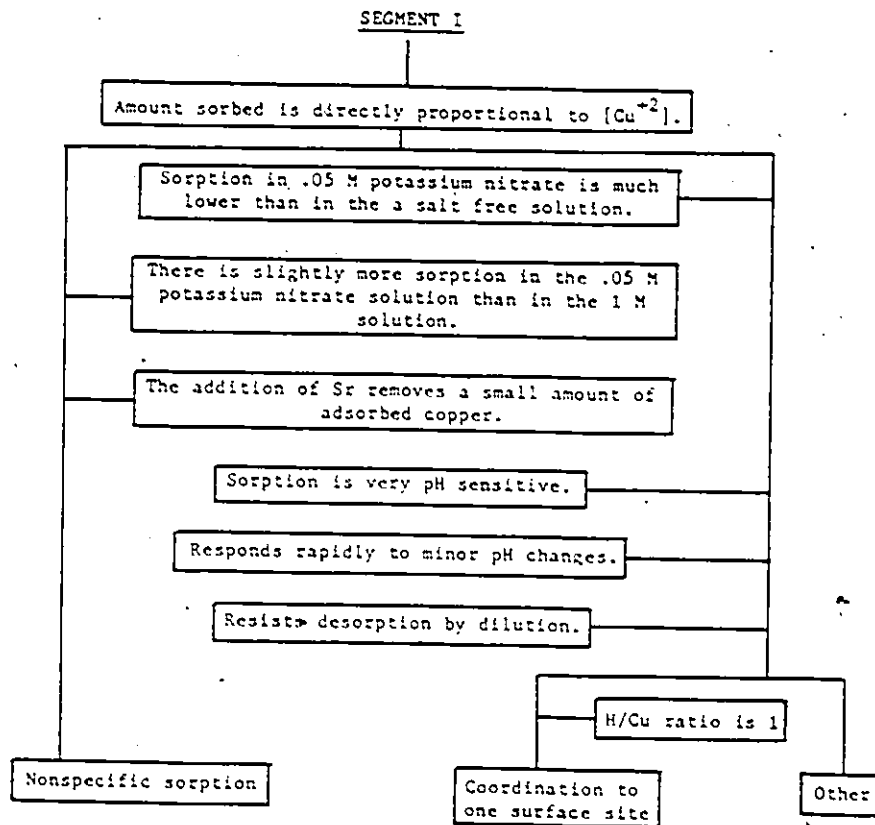 SEGMENT I
Amount sorbed is directly proportional to [Cu+2].
Sorption in .05 M potassium nitrate is much
lower than in the a salt free solution.
There is slightly more sorption in the .05 M
potassium nitrate solution than in the 1 M
solution.
The addition of Sr removes a small amount of
adsorbed copper.
Sorption is very pH sensitive.
Responds rapidly to minor pH changes.
Resists desorption by dilution.
H/Cu ratio is 1
Nonspecific sorption
Coordination to
one surface site
Other